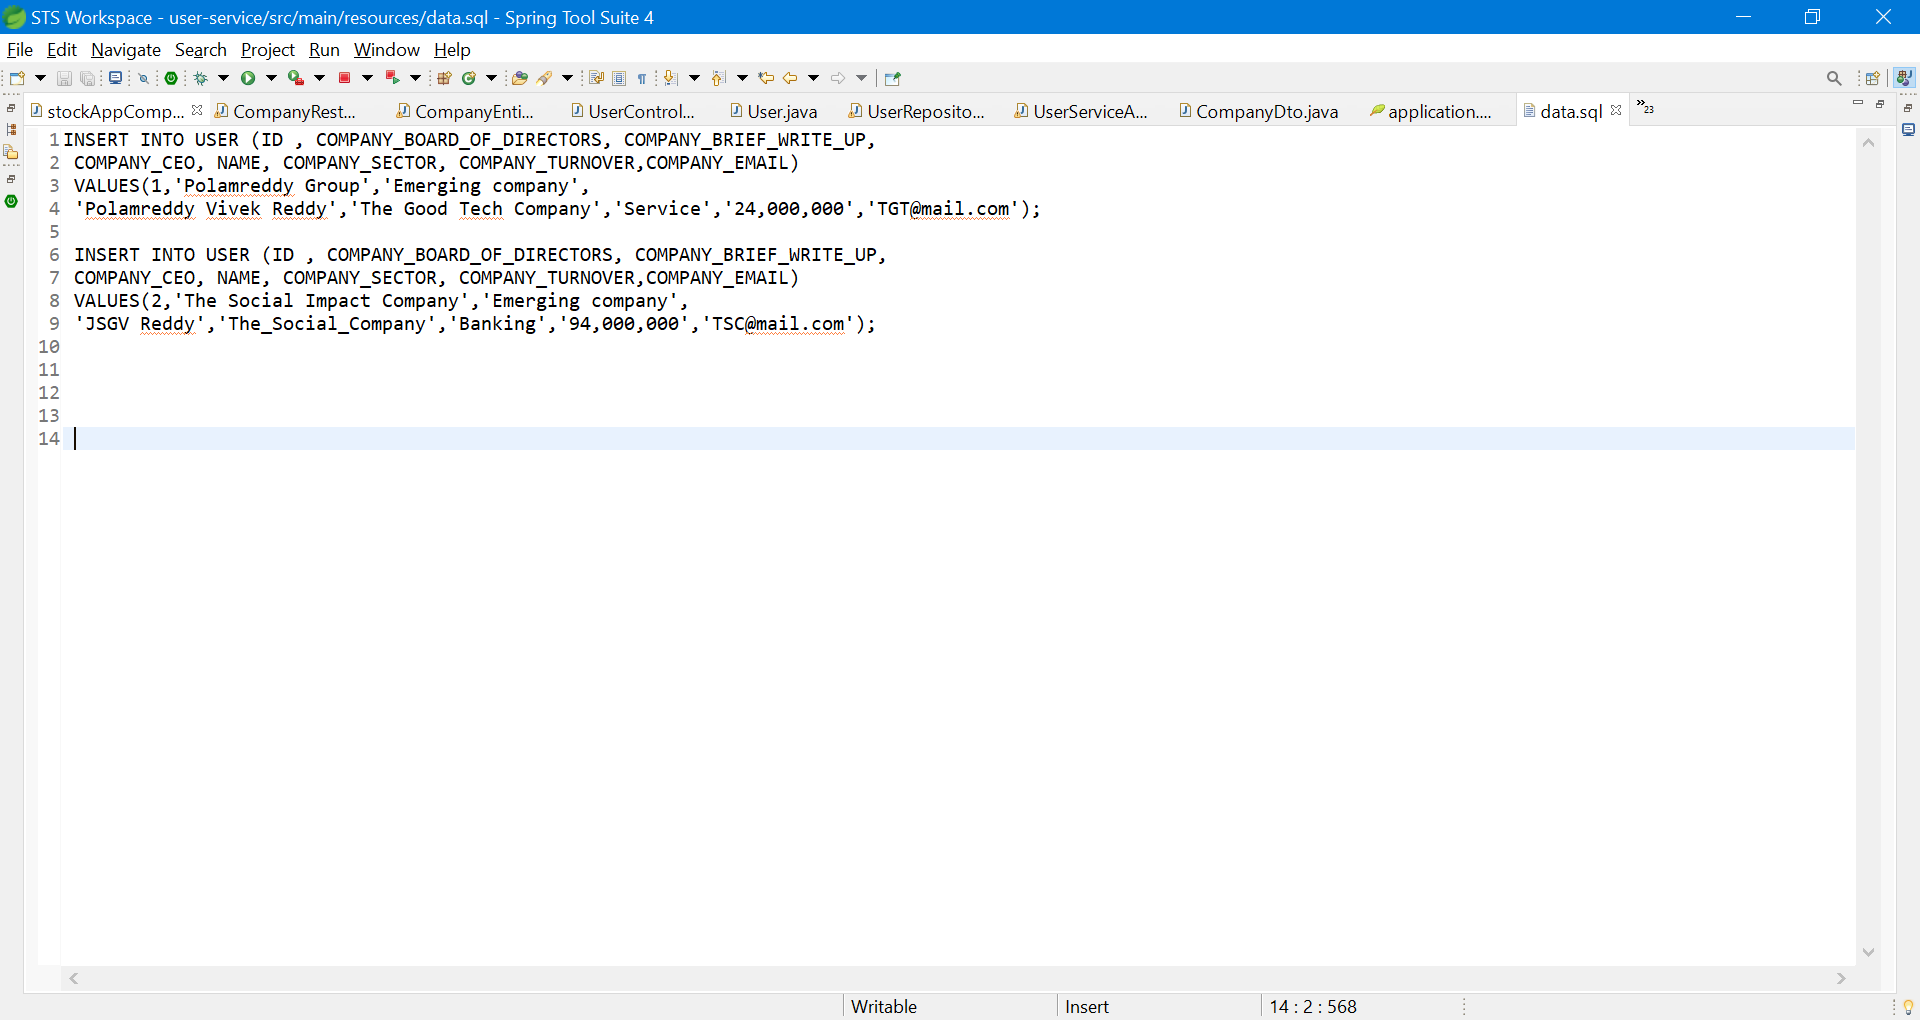 STS Workspace - user-service/src/main/resources/data.sql - Spring Tool Suite 4
File Edit Navigate Search Project Run Window Help
stockAppComp... CompanyRest... CompanyEnti... UserControl... User.java UserReposito... UserServiceA... CompanyDto.java application.... data.sql »23
1 INSERT INTO USER (ID , COMPANY_BOARD_OF_DIRECTORS, COMPANY_BRIEF_WRITE_UP,
2 COMPANY_CEO, NAME, COMPANY_SECTOR, COMPANY_TURNOVER,COMPANY_EMAIL)
3 VALUES(1,'Polamreddy Group','Emerging company',
4 'Polamreddy Vivek Reddy','The Good Tech Company','Service','24,000,000','TGT@mail.com');
5
6 INSERT INTO USER (ID , COMPANY_BOARD_OF_DIRECTORS, COMPANY_BRIEF_WRITE_UP,
7 COMPANY_CEO, NAME, COMPANY_SECTOR, COMPANY_TURNOVER,COMPANY_EMAIL)
8 VALUES(2,'The Social Impact Company','Emerging company',
9 'JSGV Reddy','The_Social_Company','Banking','94,000,000','TSC@mail.com');
10
11
12
13
14
Writable Insert 14 : 2 : 568